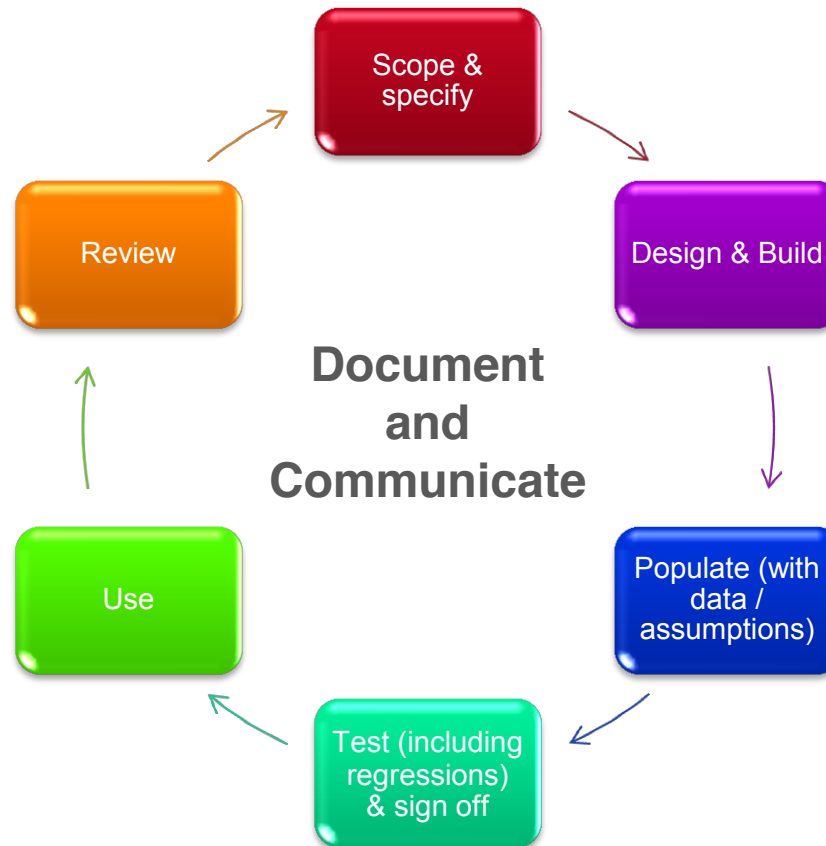 Scope &
specify
Review
Design & Build
Document
and
Communicate
Use
Populate (with
data /
assumptions)
Test (including
regressions)
& sign off